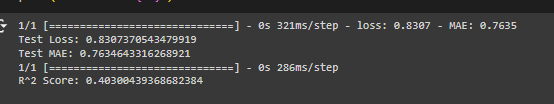 1/1 [==============================] - 0s 321ms/step - loss: 0.8307 - MAE: 0.7635
Test Loss: 0.8307370543479919
Test MAE: 0.7634643316268921
1/1 [==============================] - 0s 286ms/step
R^2 Score: 0.40300439368682384